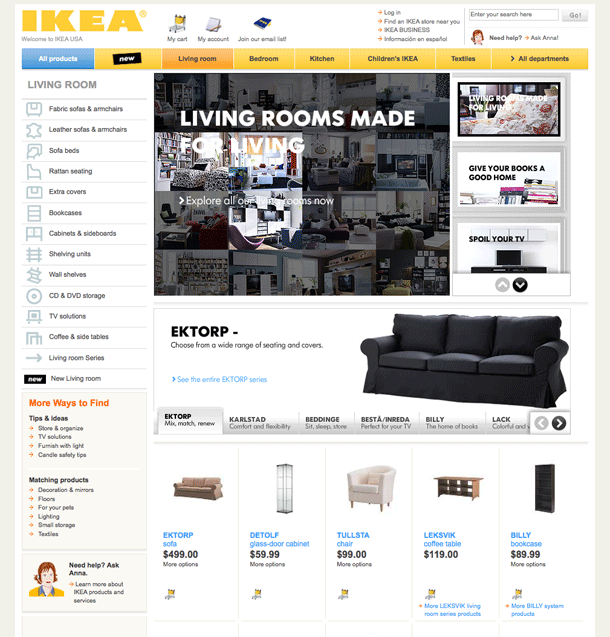 IKEA®
Welcome to IKEA USA
My cart
My account
Join our email list!
Log in
Find an IKEA store near you
IKEA BUSINESS
Información en español
Enter your search here
Go!
Need help? Ask Anna!
All products
new
Living room
Bedroom
Kitchen
Children's IKEA
Textiles
All departments
LIVING ROOM
Fabric sofas & armchairs
Leather sofas & armchairs
Sofa beds
Rattan seating
Extra covers
Bookcases
Cabinets & sideboards
Shelving units
Wall shelves
CD & DVD storage
TV solutions
Coffee & side tables
Living room Series
new New Living room
More Ways to Find
Tips & ideas
Store & organize
TV solutions
Furnish with light
Candle safety tips
Matching products
Decoration & mirrors
Floors
For your pets
Lighting
Small storage
Textiles
Need help? Ask
Anna.
Learn more about
IKEA products and
services
LIVING ROOMS MADE
FOR LIVING
Explore all our living rooms now
LIVING ROOMS MADE
FOR LIVING
GIVE YOUR BOOKS A
GOOD HOME
SPOIL YOUR TV
EKTORP -
Choose from a wide range of seating and covers.
See the entire EKTORP series
EKTORP
Mix, match, renew
KARLSTAD
Comfort and flexibility
BEDDINGE
Sit, sleep, store
BESTÅ/INREDA
Perfect for your TV
BILLY
The home of books
LACK
Colorful and v
EKTORP
sofa
$499.00
More options
DETOLF
glass-door cabinet
$59.99
More options
TULLSTA
chair
$99.00
More options
LEKSVIK
coffee table
$119.00
More LEKSVIK living
room series products
BILLY
bookcase
$89.99
More options
More BILLY system
products